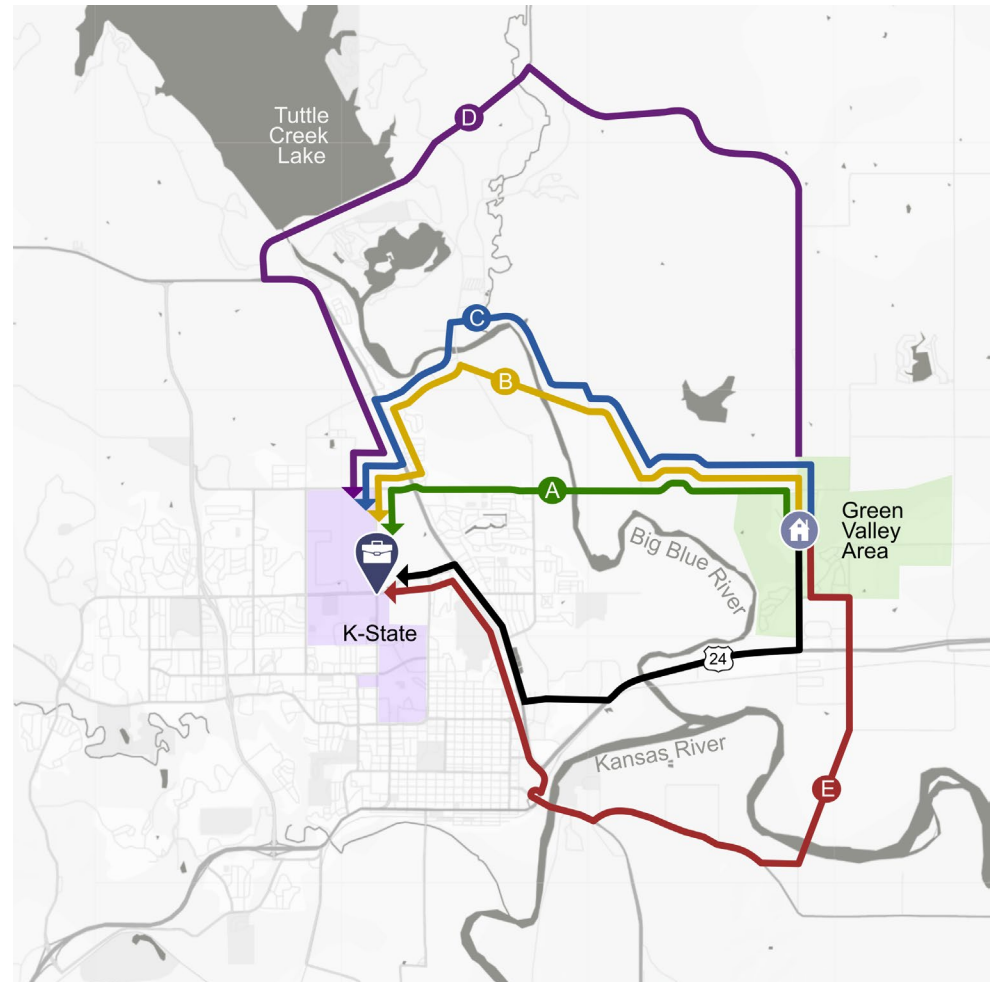 D
Tuttle
Creek
Lake
C
B
A
Green
Valley
Area
Big Blue River
K-State
24
Kansas River
E